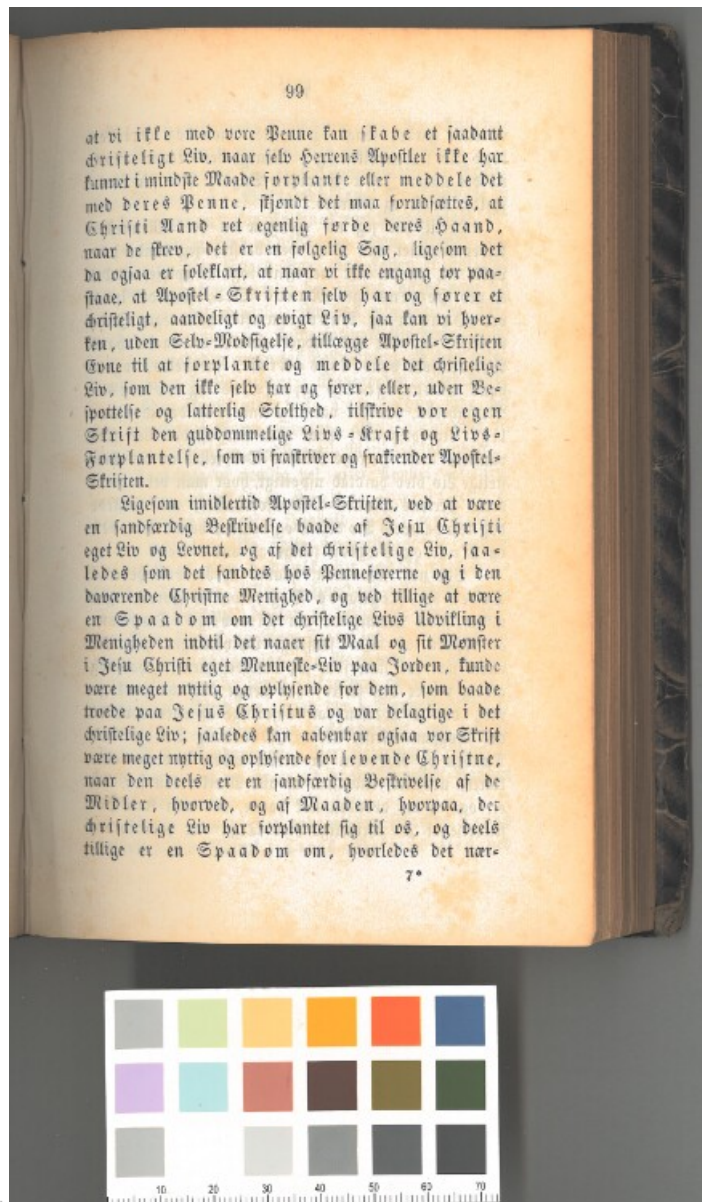 99
at vi ikke med vore Penne kan skabe et saadant
christeligt Liv, naar selv Herrens Apostler ikke har
kunnet i mindste Maade forplante eller meddele det
med deres Penne, skjøndt det maa forudsættes, at
Christi Aand ret egenlig førde deres Haand,
naar de skrev, det er en følgelig Sag, ligesom det
da ogsaa er soleklart, at naar vi ikke engang tør paa-
staae, at Apostel-Skriften selv har og fører et
christeligt, aandeligt og evigt Liv, saa kan vi hver-
ken, uden Selv-Modsigelse, tillægge Apostel-Skriften
Evne til at forplante og meddele det christelige
Liv, som den ikke selv har og fører, eller, uden Be-
spottelse og latterlig Stolthed, tilskrive vor egen
Skrift den guddommelige Livs-Kraft og Livs-
Forplantelse, som vi fraskriver og frakiender Apostel-
Skriften.
Ligesom imidlertid Apostel-Skriften, ved at være
en sandfærdig Beskrivelse baade af Jesu Christi
eget Liv og Levnet, og af det christelige Liv, saa-
ledes som det fandtes hos Penneførerne og i den
daværende Christne Menighed, og ved tillige at være
en Spaadom om det christelige Livs Udvikling i
Menigheden indtil det naaer sit Maal og sit Mønster
i Jesu Christi eget Menneske-Liv paa Jorden, kunde
være meget nyttig og oplysende for dem, som baade
troede paa Jesus Christus og var delagtige i det
christelige Liv; saaledes kan aabenbar ogsaa vor Skrift
være meget nyttig og oplysende for levende Christne,
naar den deels er en sandfærdig Beskrivelse af de
Midler, hvorved, og af Maaden, hvorpaa, det
christelige Liv har forplantet sig til os, og deels
tillige er en Spaadom om, hvorledes det nær-
7*
10 20 30 40 50 60 70